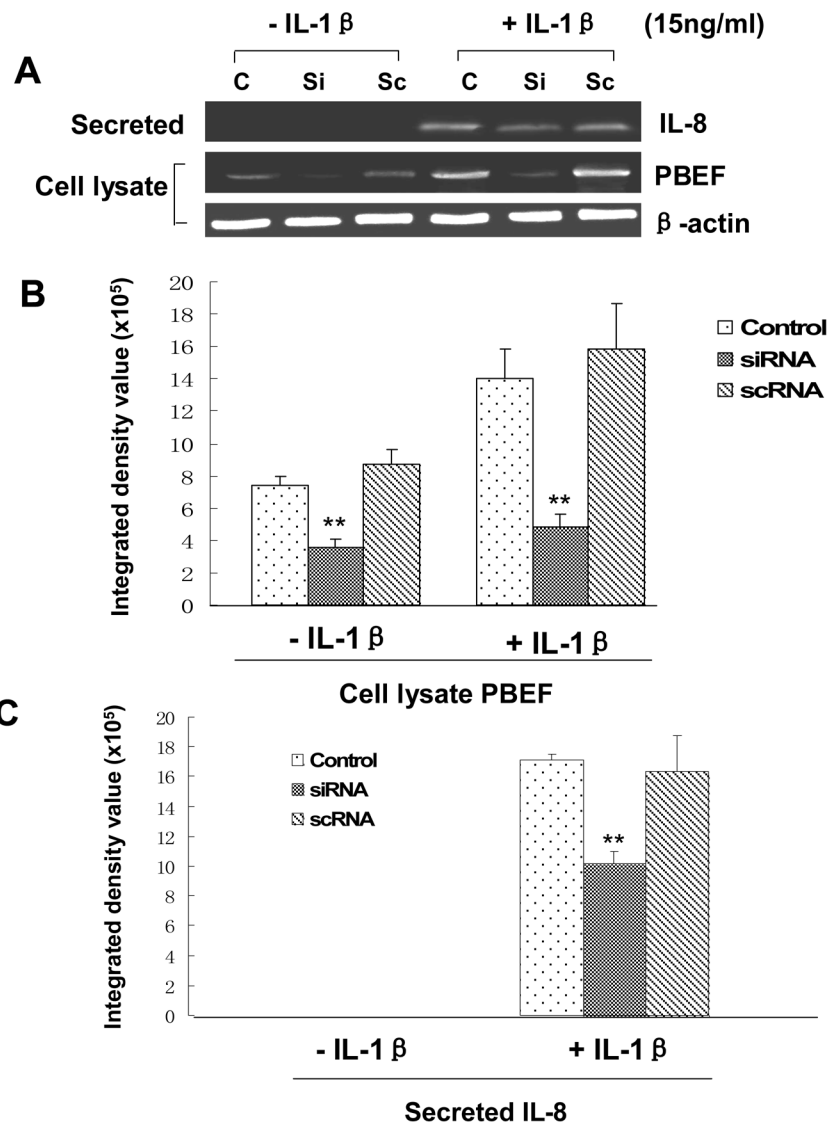 - IL-1 β + IL-1 β (15ng/ml)
A
C Si Sc C Si Sc
Secreted IL-8
Cell lysate PBEF
β -actin
B
Integrated density value (x10⁵)
20
18
16
14
12
10
8
6
4
2
0
** **
Control
siRNA
scRNA
- IL-1 β + IL-1 β
Cell lysate PBEF
C
Integrated density value (x10⁵)
20
18
16
14
12
10
8
6
4
2
0
Control
siRNA
scRNA
**
- IL-1 β + IL-1 β
Secreted IL-8